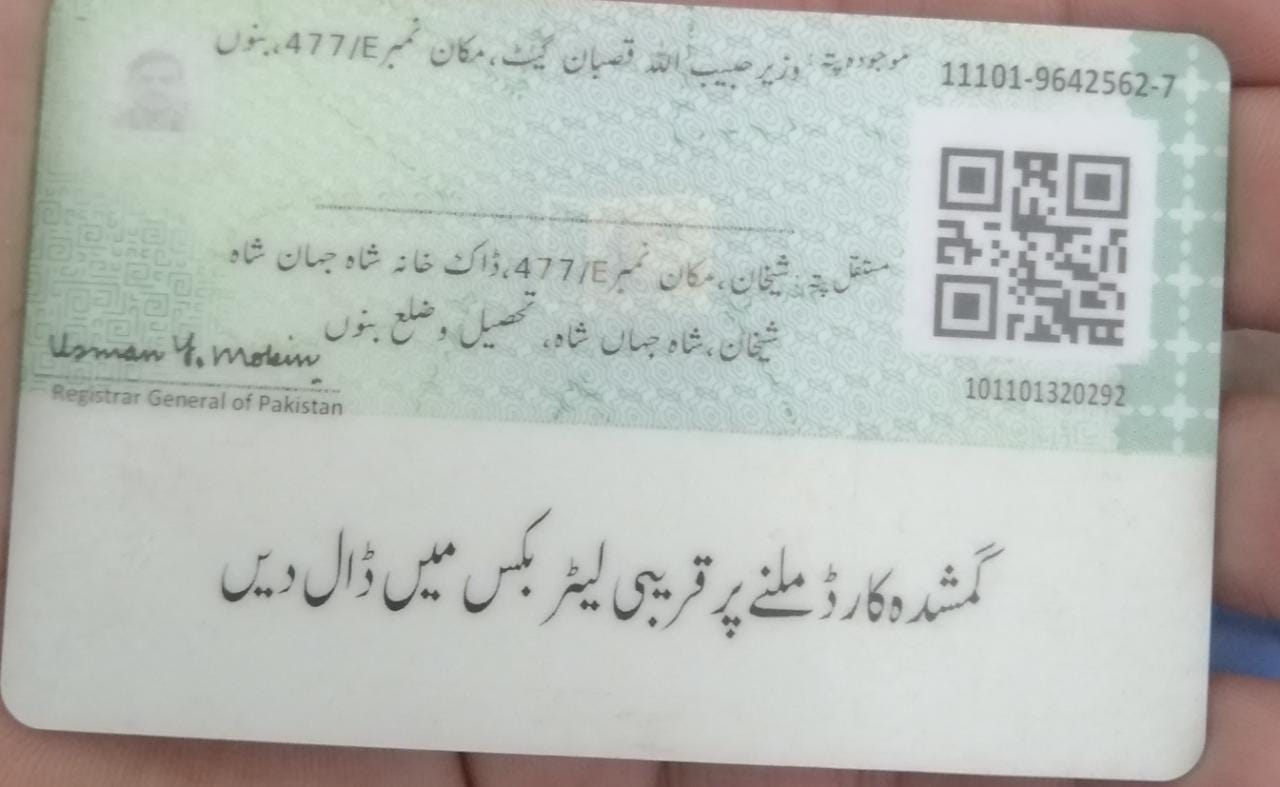 موجودہ پتہ: وزیر حبیب اللہ قصبان گیٹ، مکان نمبر 477/E، بنوں
11101-9642562-7
مستقل پتہ: شیخان، مکان نمبر 477/E، ڈاک خانہ شاہ جہان شاہ
شیخان، شاہ جہاں شاہ، تحصیل و ضلع بنوں
Usman Y. Mobin
Registrar General of Pakistan
101101320292
گمشدہ کارڈ ملنے پر قریبی لیٹر بکس میں ڈال دیں